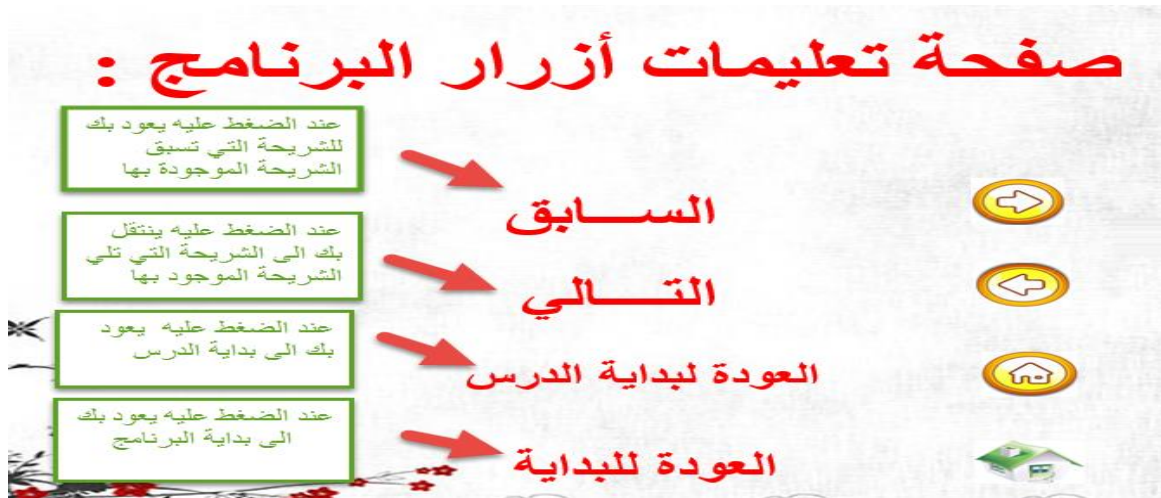 صفحة تعليمات أزرار البرنامج :
السـابق
عند الضغط عليه يعود بك
للشريحة التي تسبق
الشريحة الموجودة بها
التـالي
عند الضغط عليه ينتقل
بك الى الشريحة التي تلي
الشريحة الموجود بها
العودة لبداية الدرس
عند الضغط عليه يعود
بك الى بداية الدرس
العودة للبداية
عند الضغط عليه يعود بك
الى بداية البرنامج